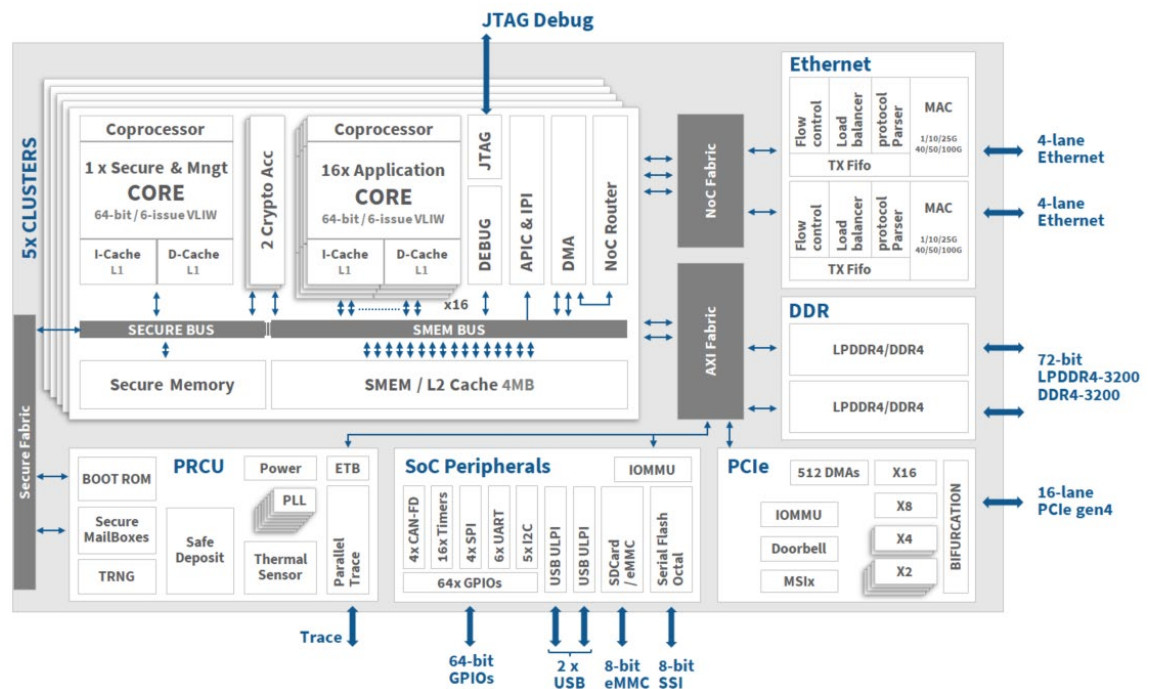 JTAG Debug
5x CLUSTERS
Coprocessor
1 x Secure & Mngt
CORE
64-bit / 6-issue VLIW
I-Cache
L1
D-Cache
L1
2 Crypto Acc
Coprocessor
16x Application
CORE
64-bit / 6-issue VLIW
I-Cache
L1
D-Cache
L1
x16
JTAG
DEBUG
APIC & IPI
DMA
NoC Router
SECURE BUS
SMEM BUS
Secure Memory
SMEM / L2 Cache 4MB
NoC Fabric
AXI Fabric
Secure Fabric
Ethernet
Flow
control
Load
balancer
protocol
Parser
MAC
1/10/25G
40/50/100G
TX Fifo
Flow
control
Load
balancer
protocol
Parser
MAC
1/10/25G
40/50/100G
TX Fifo
4-lane
Ethernet
4-lane
Ethernet
DDR
LPDDR4/DDR4
LPDDR4/DDR4
72-bit
LPDDR4-3200
DDR4-3200
PRCU
BOOT ROM
Secure
MailBoxes
TRNG
Safe
Deposit
Power
PLL
Thermal
Sensor
ETB
Parallel
Trace
Trace
SoC Peripherals
IOMMU
4x CAN-FD
16x Timers
4x SPI
6x UART
5x I2C
64x GPIOs
USB ULPI
USB ULPI
SDCard
/ eMMC
Serial Flash
Octal
64-bit
GPIOs
2 x
USB
8-bit
eMMC
8-bit
SSI
PCIe
512 DMAs
IOMMU
Doorbell
MSIx
X16
X8
X4
X2
BIFURCATION
16-lane
PCIe gen4